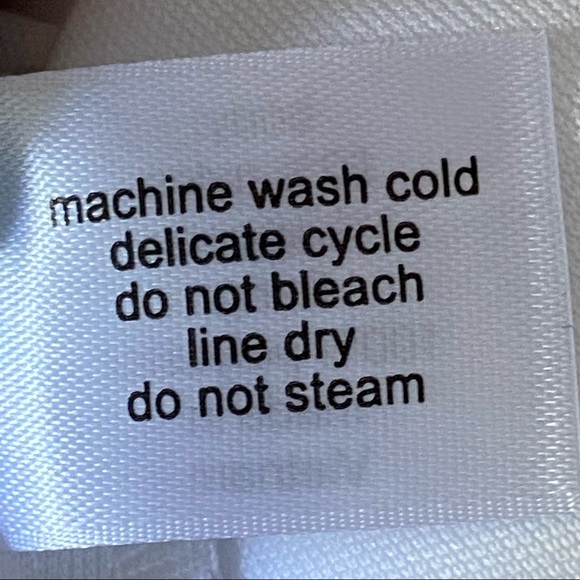 machine wash cold
delicate cycle
do not bleach
line dry
do not steam